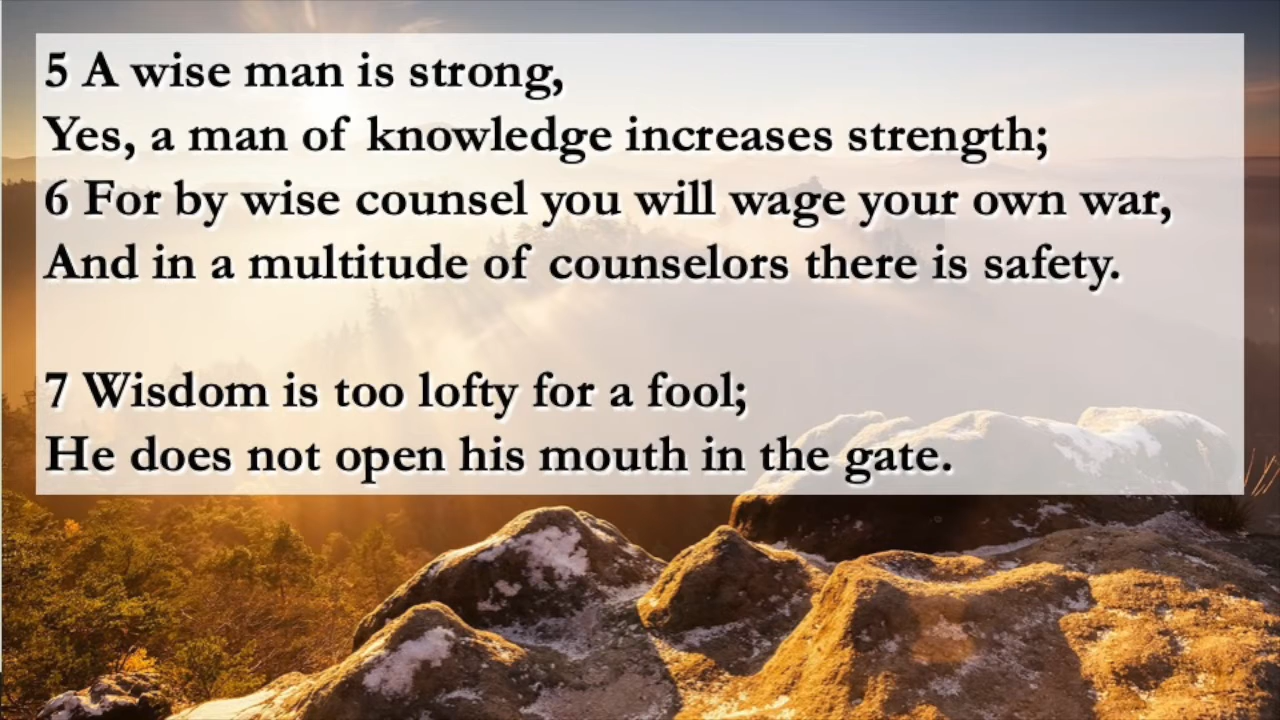 5 A wise man is strong,
Yes, a man of knowledge increases strength;
6 For by wise counsel you will wage your own war,
And in a multitude of counselors there is safety.
7 Wisdom is too lofty for a fool;
He does not open his mouth in the gate.